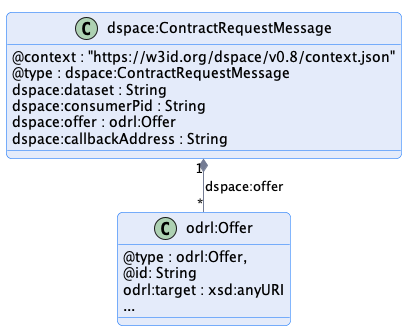 C dspace:ContractRequestMessage
@context : "https://w3id.org/dspace/v0.8/context.json"
@type : dspace:ContractRequestMessage
dspace:dataset : String
dspace:consumerPid : String
dspace:offer : odrl:Offer
dspace:callbackAddress : String
1
dspace:offer
*
C odrl:Offer
@type : odrl:Offer,
@id: String
odrl:target : xsd:anyURI
...